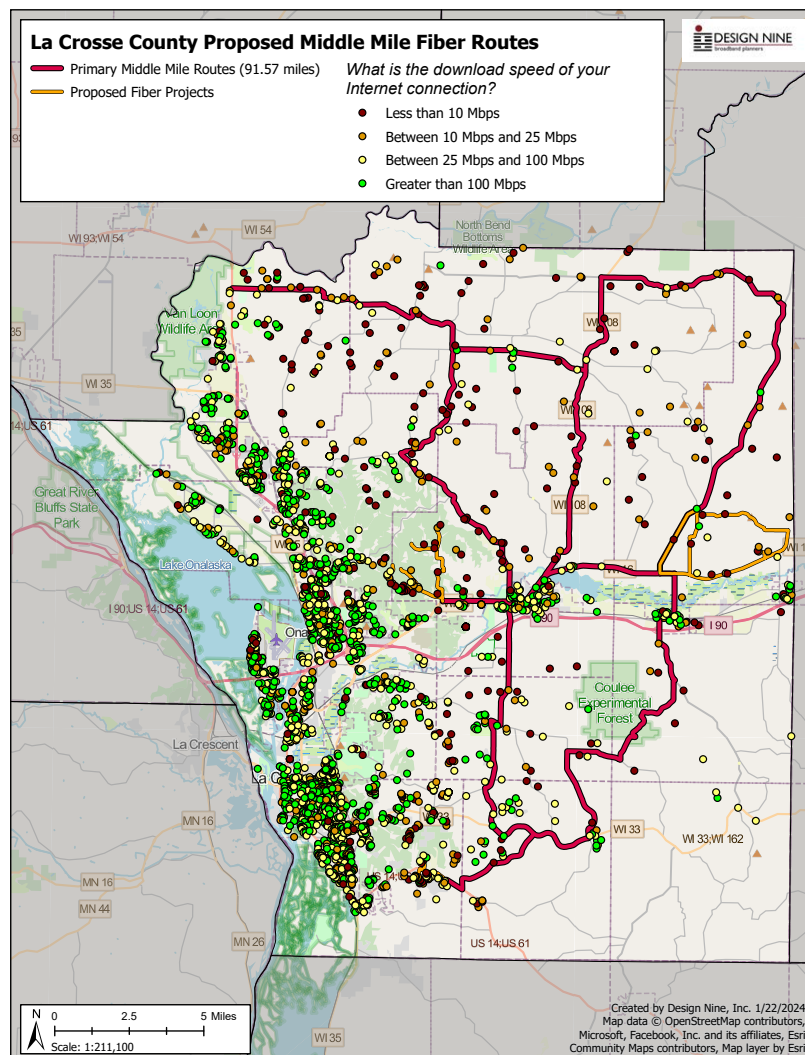 La Crosse County Proposed Middle Mile Fiber Routes
Primary Middle Mile Routes (91.57 miles)
Proposed Fiber Projects
What is the download speed of your
Internet connection?
Less than 10 Mbps
Between 10 Mbps and 25 Mbps
Between 25 Mbps and 100 Mbps
Greater than 100 Mbps
DESIGN NINE
broadband planners
WI 93;WI 54
WI 54
North Bend
Bottoms
Wildlife Area
Van Loon
Wildlife Are
35
WI 35
14;US 61
Great River
Bluffs State
Park
Lake Onalaska
I 90;US 14;US 61
Ona
I 90
Coulee
Experimental
Forest
La Crescent
La C
MN 16
WI 33
WI 33;WI 162
MN 16
MN 44
MN 26
US 14;US 61
WI 35
WI 108
N
0 2.5 5 Miles
Scale: 1:211,100
Created by Design Nine, Inc. 1/22/2024
Map data © OpenStreetMap contributors,
Microsoft, Facebook, Inc. and its affiliates, Esri
Community Maps contributors, Map layer by Esri